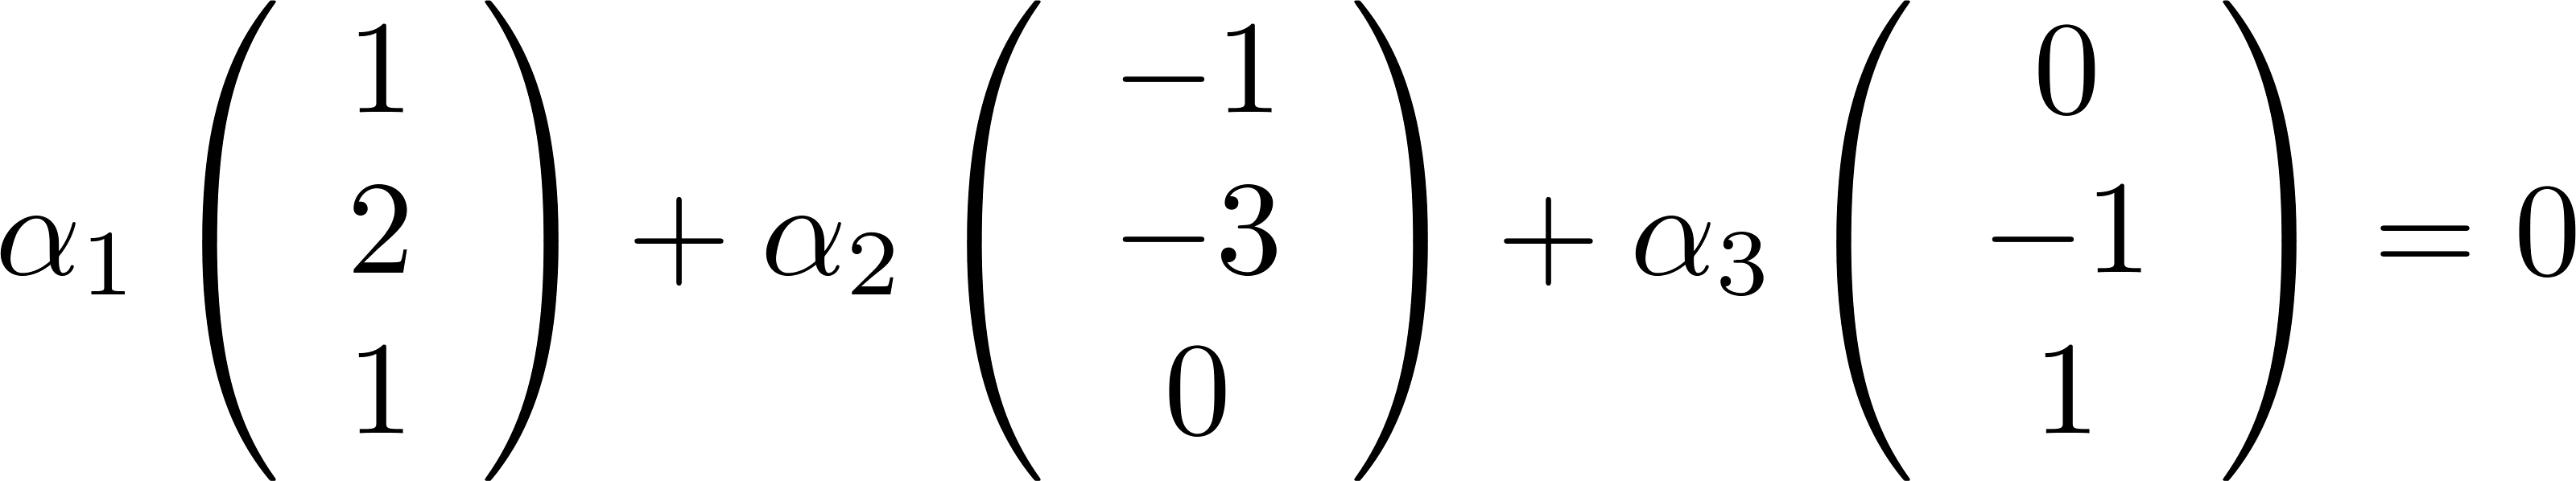 α₁ ( 1 2 1 ) + α₂ ( −1 −3 0 ) + α₃ ( 0 −1 1 ) = 0